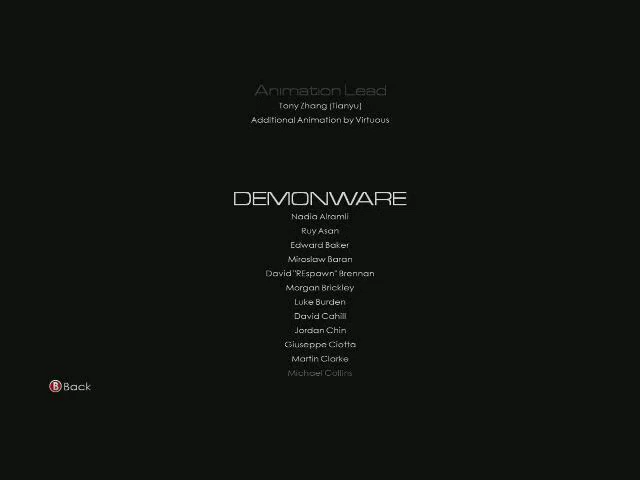 Animation Lead
Tony Zhang (Tianyu)
Additional Animation by Virtuous
DEMONWARE
Nadia Alramli
Ruy Asan
Edward Baker
Miroslaw Baran
David "REspawn" Brennan
Morgan Brickley
Luke Burden
David Cahill
Jordan Chin
Giuseppe Ciotta
Martin Clarke
Michael Collins
B Back